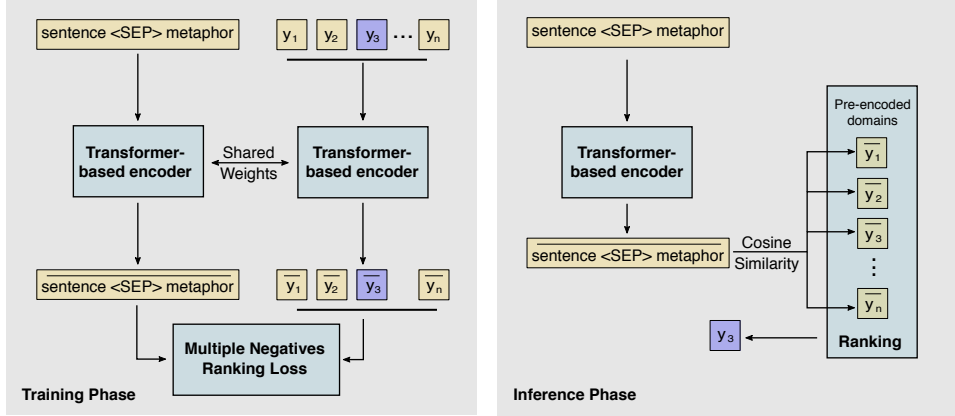 sentence <SEP> metaphor
y1 y2 y3 ... yn
Transformer-
based encoder
Shared
Weights
Transformer-
based encoder
sentence <SEP> metaphor
y1 y2 y3 yn
Multiple Negatives
Ranking Loss
Training Phase
sentence <SEP> metaphor
Transformer-
based encoder
sentence <SEP> metaphor
Cosine
Similarity
Pre-encoded
domains
y1
y2
y3
⋮
yn
Ranking
y3
Inference Phase